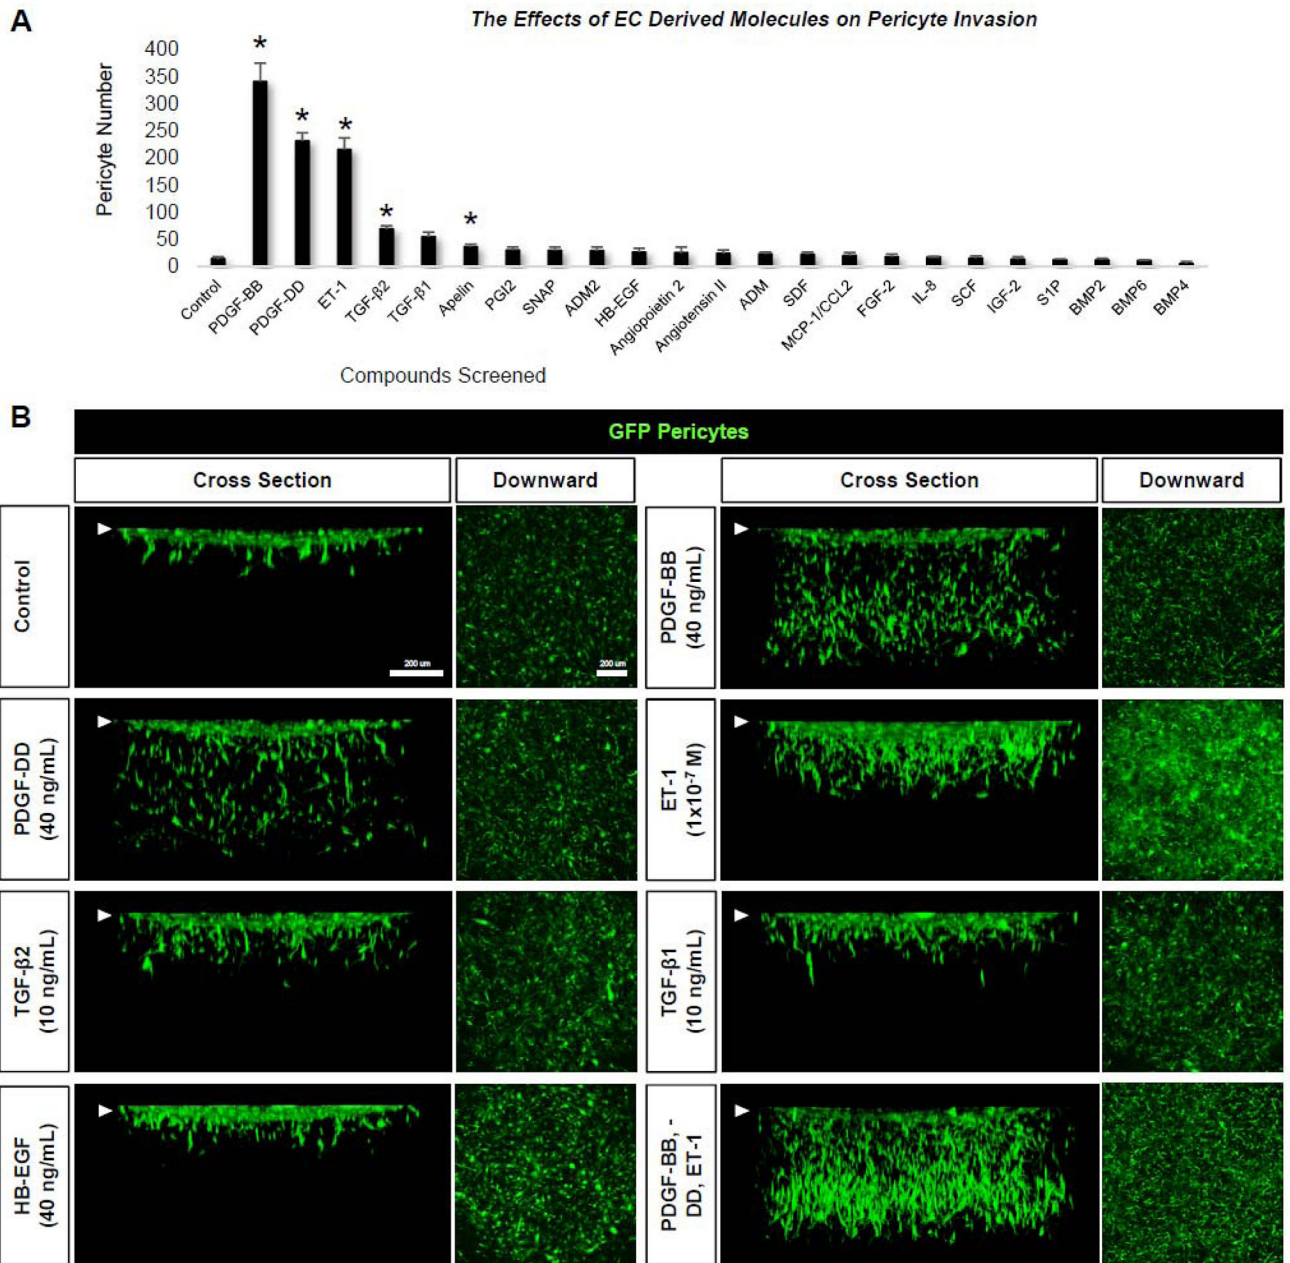 A
The Effects of EC Derived Molecules on Pericyte Invasion
Pericyte Number
400
350
300
250
200
150
100
50
0
*
*
*
*
*
Control
PDGF-BB
PDGF-DD
ET-1
TGF-β2
TGF-β1
Apelin
PGI2
SNAP
ADM2
HB-EGF
Angiopoietin 2
Angiotensin II
ADM
SDF
MCP-1/CCL2
FGF-2
IL-8
SCF
IGF-2
S1P
BMP2
BMP6
BMP4
Compounds Screened
B
GFP Pericytes
Cross Section
Downward
Cross Section
Downward
Control
200 um
200 um
PDGF-BB
(40 ng/mL)
PDGF-DD
(40 ng/mL)
ET-1
(1x10⁻⁷ M)
TGF-β2
(10 ng/mL)
TGF-β1
(10 ng/mL)
HB-EGF
(40 ng/mL)
PDGF-BB, -
DD, ET-1